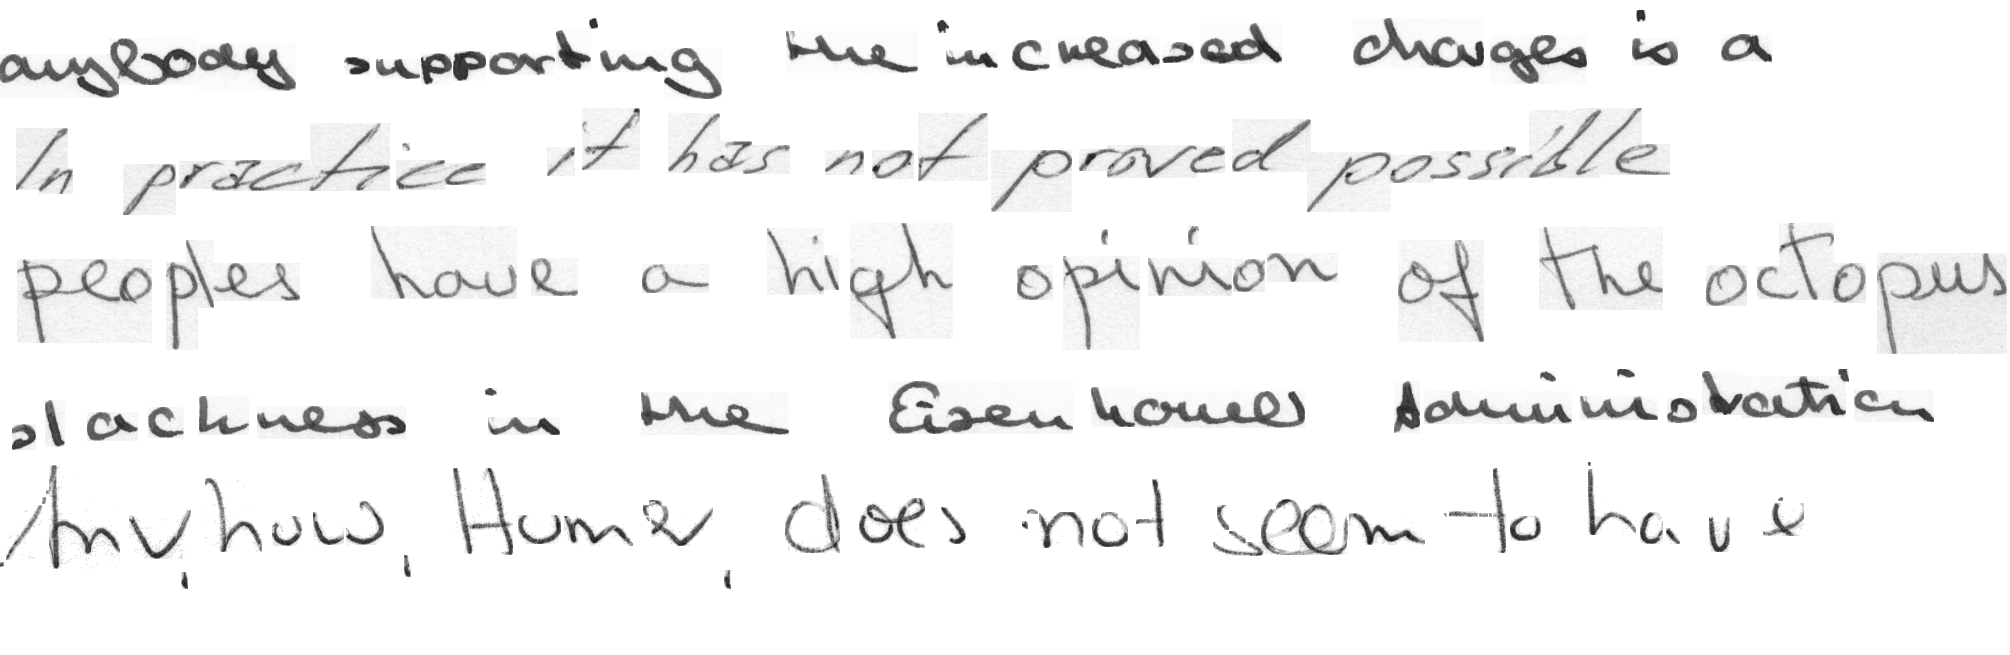 anybody supporting the increased charges is a
In practice it has not proved possible
peoples have a high opinion of the octopus
slackness in the Eisenhower Administration
Anyhow, Humer, does not seem to have